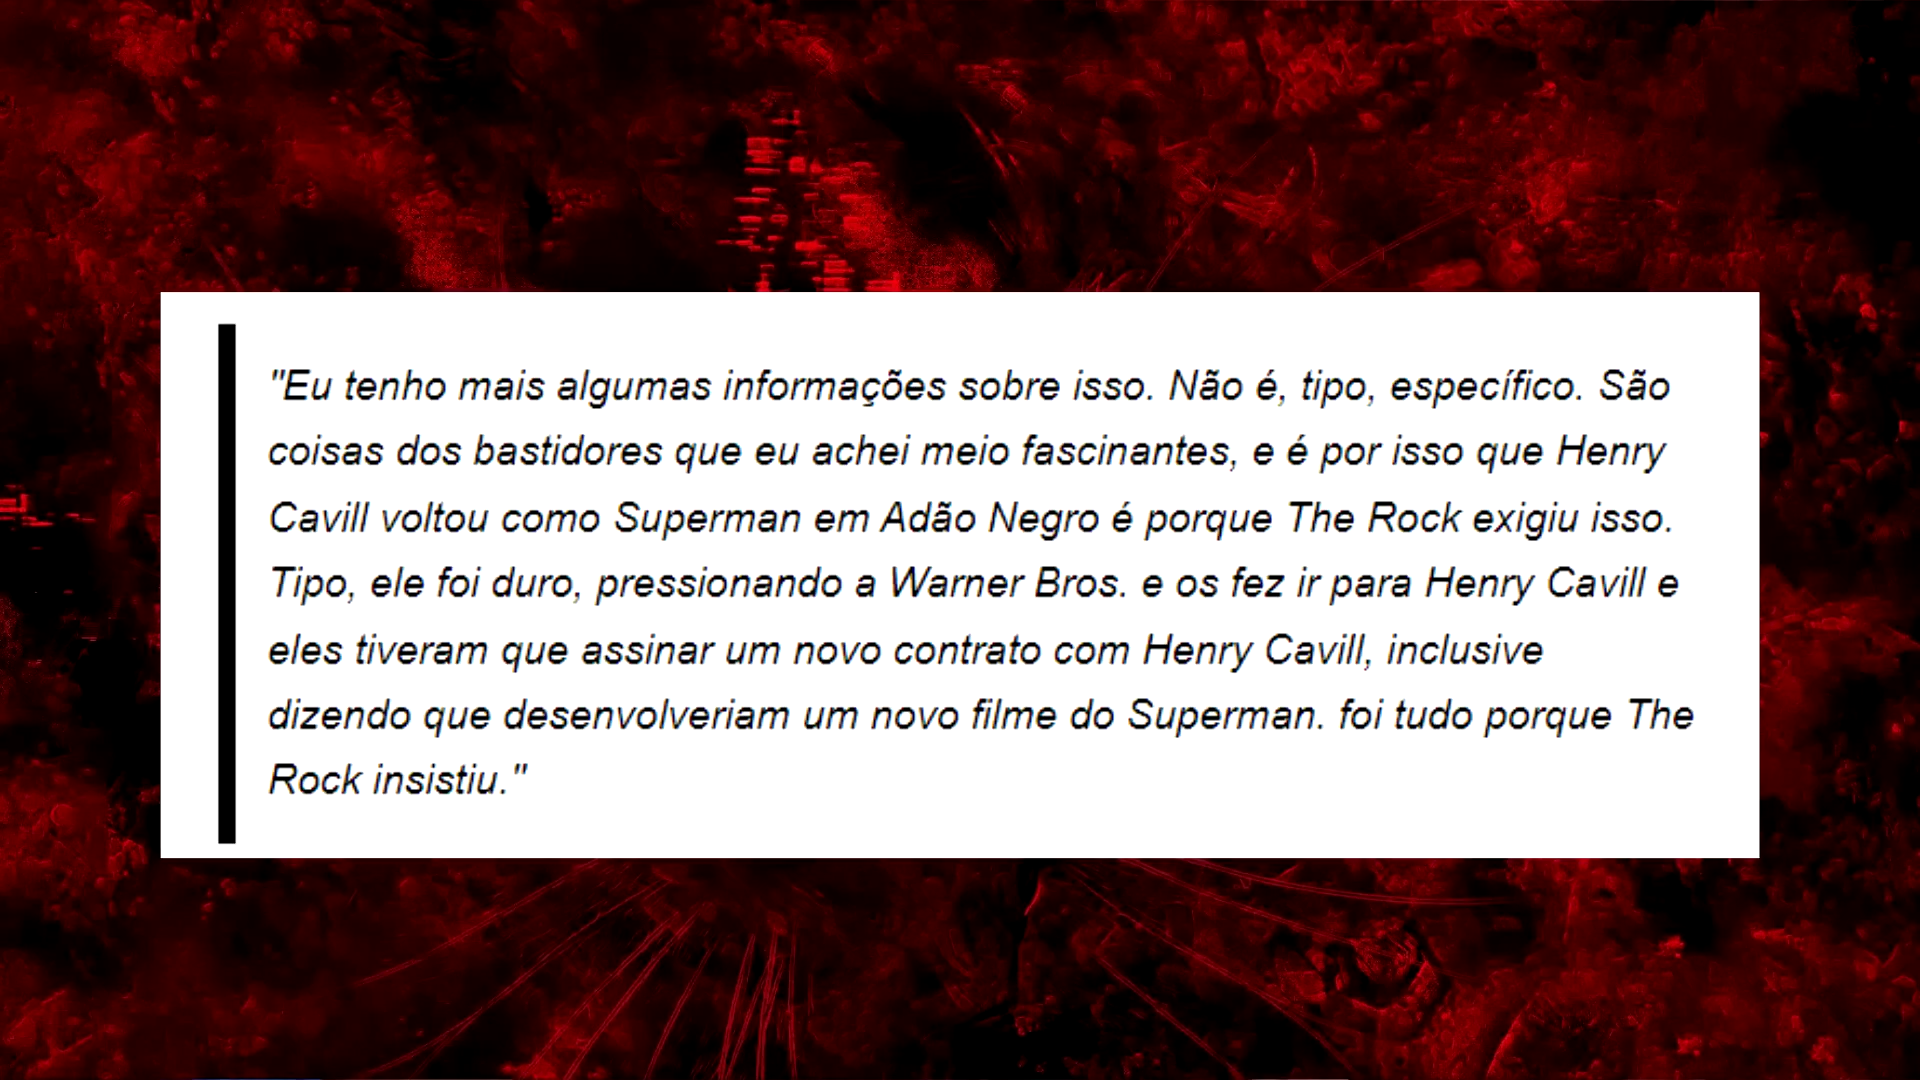 "Eu tenho mais algumas informações sobre isso. Não é, tipo, específico. São
coisas dos bastidores que eu achei meio fascinantes, e é por isso que Henry
Cavill voltou como Superman em Adão Negro é porque The Rock exigiu isso.
Tipo, ele foi duro, pressionando a Warner Bros. e os fez ir para Henry Cavill e
eles tiveram que assinar um novo contrato com Henry Cavill, inclusive
dizendo que desenvolveriam um novo filme do Superman. foi tudo porque The
Rock insistiu."